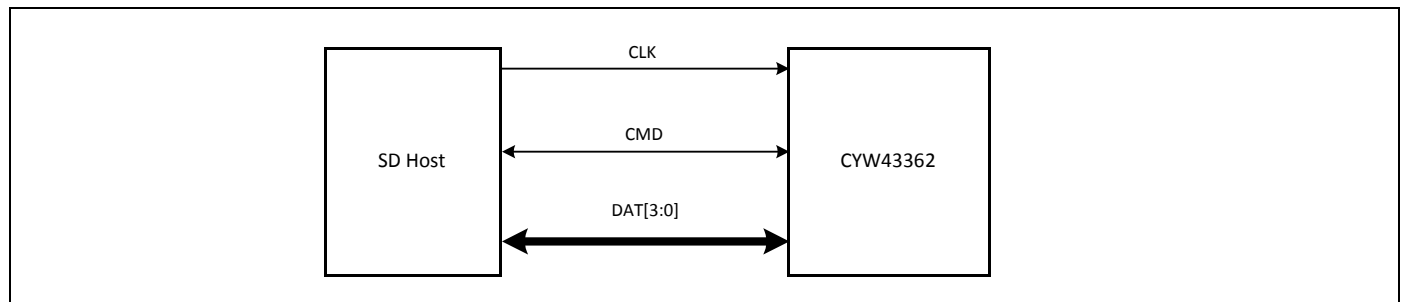 CLK
CMD
SD Host
CYW43362
DAT[3:0]